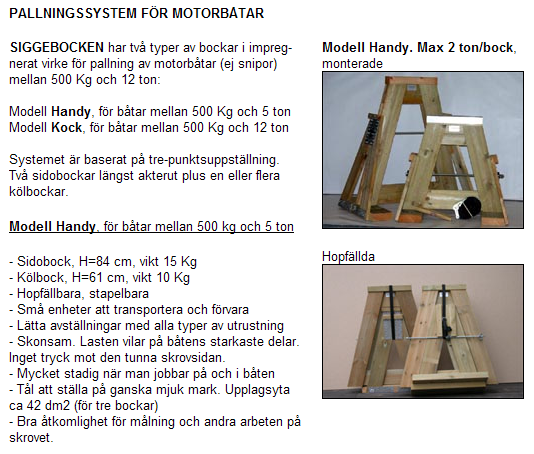 PALLNINGSSYSTEM FÖR MOTORBÅTAR
SIGGEBOCKEN har två typer av bockar i impreg-
nerat virke för pallning av motorbåtar (ej snipor)
mellan 500 Kg och 12 ton:
Modell Handy, för båtar mellan 500 Kg och 5 ton
Modell Kock, för båtar mellan 500 Kg och 12 ton
Systemet är baserat på tre-punktsuppställning.
Två sidobockar längst akterut plus en eller flera
kölbockar.
Modell Handy, för båtar mellan 500 kg och 5 ton
- Sidobock, H=84 cm, vikt 15 Kg
- Kölbock, H=61 cm, vikt 10 Kg
- Hopfällbara, stapelbara
- Små enheter att transportera och förvara
- Lätta avställningar med alla typer av utrustning
- Skonsam. Lasten vilar på båtens starkaste delar.
Inget tryck mot den tunna skrovsidan.
- Mycket stadig när man jobbar på och i båten
- Tål att ställa på ganska mjuk mark. Upplagsyta
ca 42 dm2 (för tre bockar)
- Bra åtkomlighet för målning och andra arbeten på
skrovet.
Modell Handy. Max 2 ton/bock,
monterade
Hopfällda